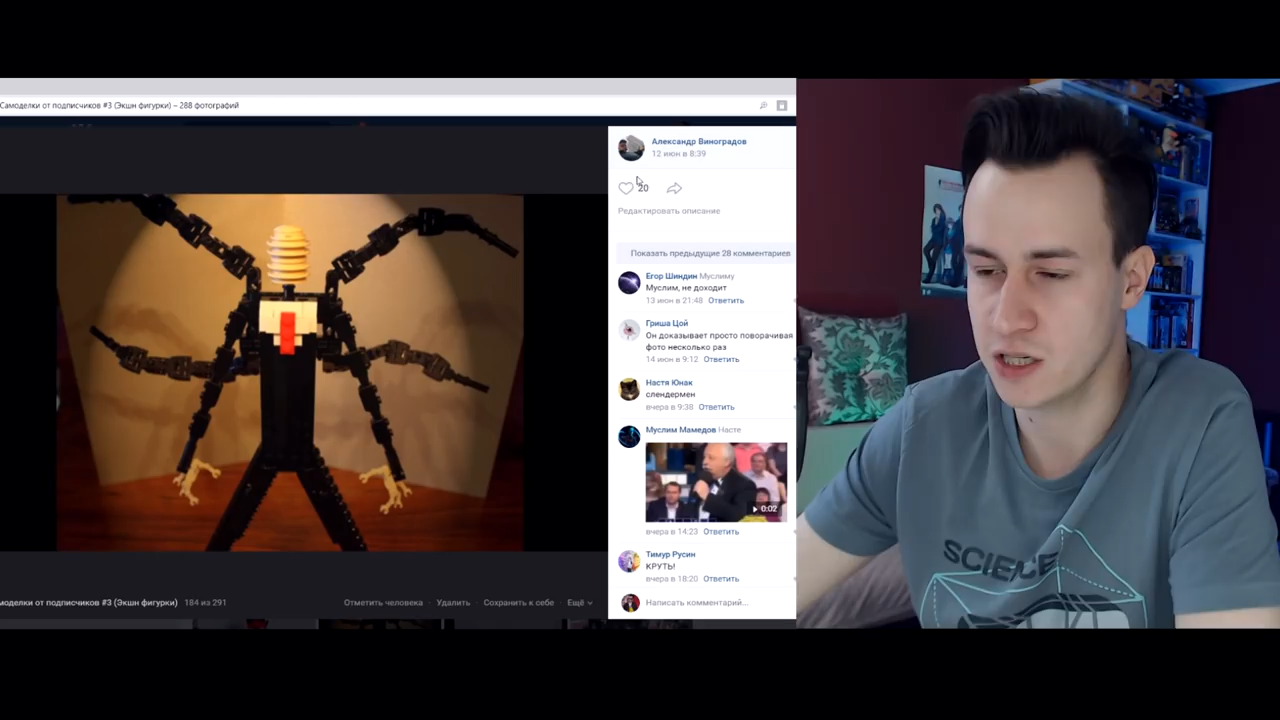 Самоделки от подписчиков #3 (Экшн фигурки) – 288 фотографий
Александр Виноградов
12 июн в 8:39
20
Редактировать описание
Показать предыдущие 28 комментариев
Егор Шиндин Муслиму
Муслим, не доходит
13 июн в 21:48 Ответить
Гриша Цой
Он доказывает просто поворачивая
фото несколько раз
14 июн в 9:12 Ответить
Настя Юнак
слендермен
вчера в 9:38 Ответить
Муслим Мамедов Насте
0:02
вчера в 14:23 Ответить
Тимур Русин
КРУТЬ!
вчера в 18:20 Ответить
Написать комментарий...
моделки от подписчиков #3 (Экшн фигурки) 184 из 291
Отметить человека Удалить Сохранить к себе Ещё
SCIENCE